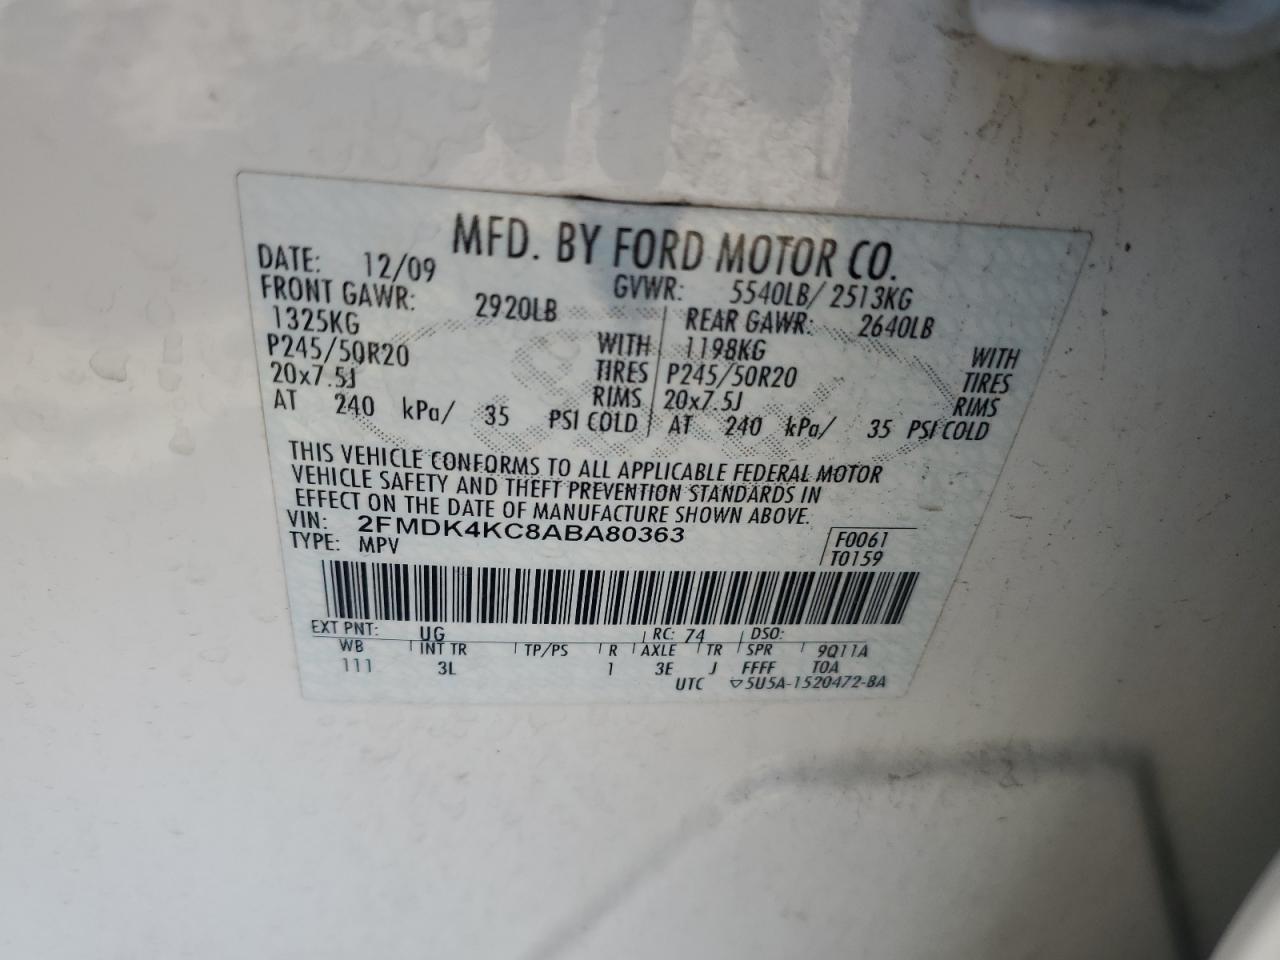 MFD. BY FORD MOTOR CO.
DATE: 12/09 GVWR: 5540LB/ 2513KG
FRONT GAWR: 2920LB REAR GAWR: 2640LB
1325KG WITH 1198KG WITH
P245/50R20 TIRES P245/50R20 TIRES
20x7.5J RIMS 20x7.5J RIMS
AT 240 kPa/ 35 PSI COLD AT 240 kPa/ 35 PSI COLD
THIS VEHICLE CONFORMS TO ALL APPLICABLE FEDERAL MOTOR
VEHICLE SAFETY AND THEFT PREVENTION STANDARDS IN
EFFECT ON THE DATE OF MANUFACTURE SHOWN ABOVE.
VIN: 2FMDK4KC8ABA80363 F0061
TYPE: MPV T0159
EXT PNT: UG RC: 74 DSO:
WB INT TR TP/PS R AXLE TR SPR 9Q11A
111 3L 1 3E J FFFF TOA
UTC ▽5U5A-1520472-BA